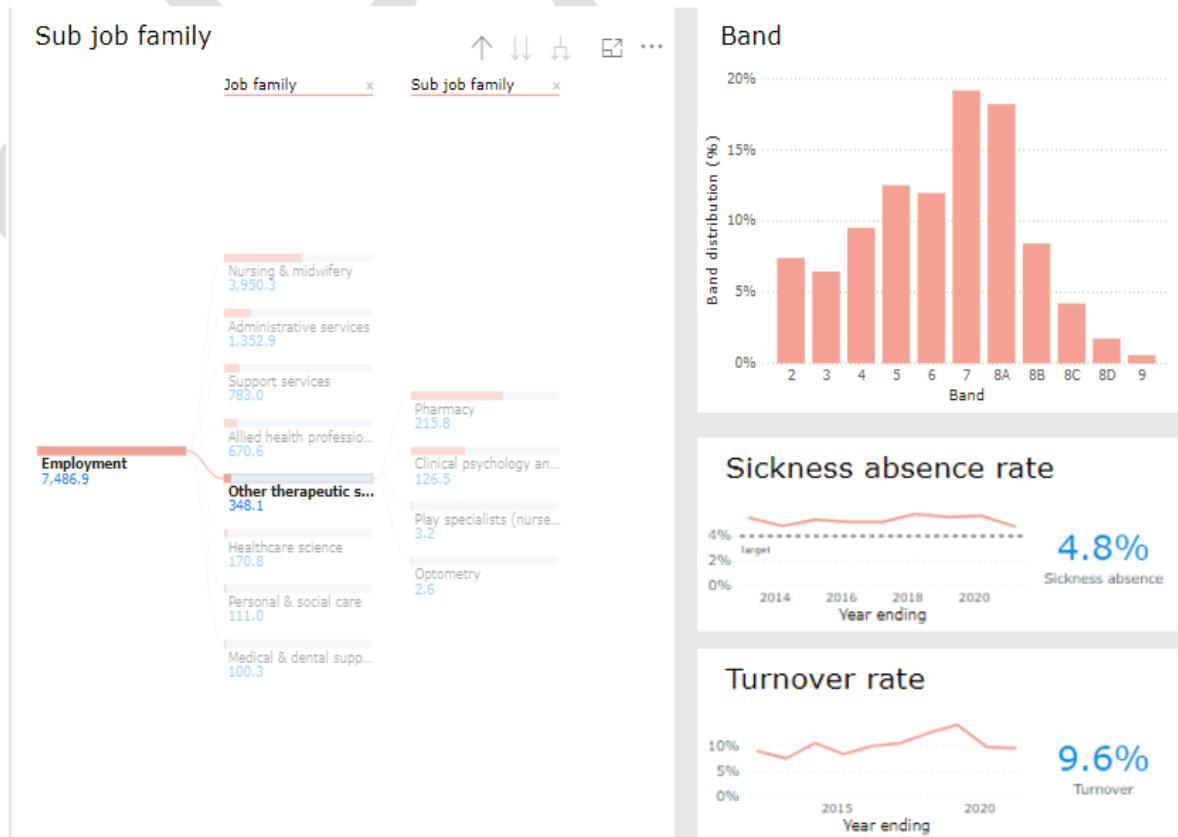 Sub job family
Job family ×
Sub job family ×
Nursing & midwifery
3,950.3
Administrative services
1,352.9
Support services
783.0
Allied health professio...
670.6
Employment
7,486.9
Other therapeutic s...
348.1
Healthcare science
170.8
Personal & social care
111.0
Medical & dental supp...
100.3
Pharmacy
215.8
Clinical psychology an...
126.5
Play specialists (nurse...
3.2
Optometry
2.6
Band
Band distribution (%)
20%
15%
10%
5%
0%
2 3 4 5 6 7 8A 8B 8C 8D 9
Band
Sickness absence rate
4%
Target
2%
0%
2014 2016 2018 2020
Year ending
4.8%
Sickness absence
Turnover rate
10%
5%
0%
2015 2020
Year ending
9.6%
Turnover